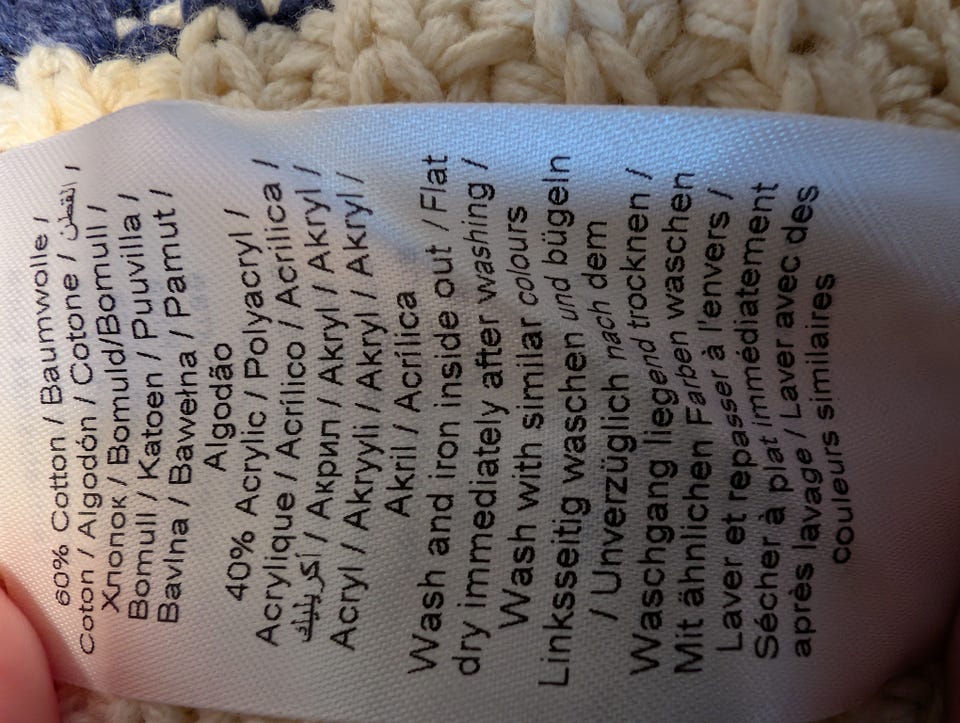 60% Cotton / Baumwolle /
Coton / Algodón / Cotone / القطن /
Хлопок / Bomuld/Bomull /
Bomull / Katoen / Puuvilla /
Bavlna / Bawełna / Pamut /
Algodão
40% Acrylic / Polyacryl /
Acrylique / Acrílico / Acrilica /
أكريليك / Акрил / Akryl / Akryl /
Acryl / Akryyli / Akryl / Akryl /
Akril / Acrílica
Wash and iron inside out / Flat
dry immediately after washing /
Wash with similar colours
Linksseitig waschen und bügeln
/ Unverzüglich nach dem
Waschgang liegend trocknen /
Mit ähnlichen Farben waschen
Laver et repasser à l'envers /
Sécher à plat immédiatement
après lavage / Laver avec des
couleurs similaires